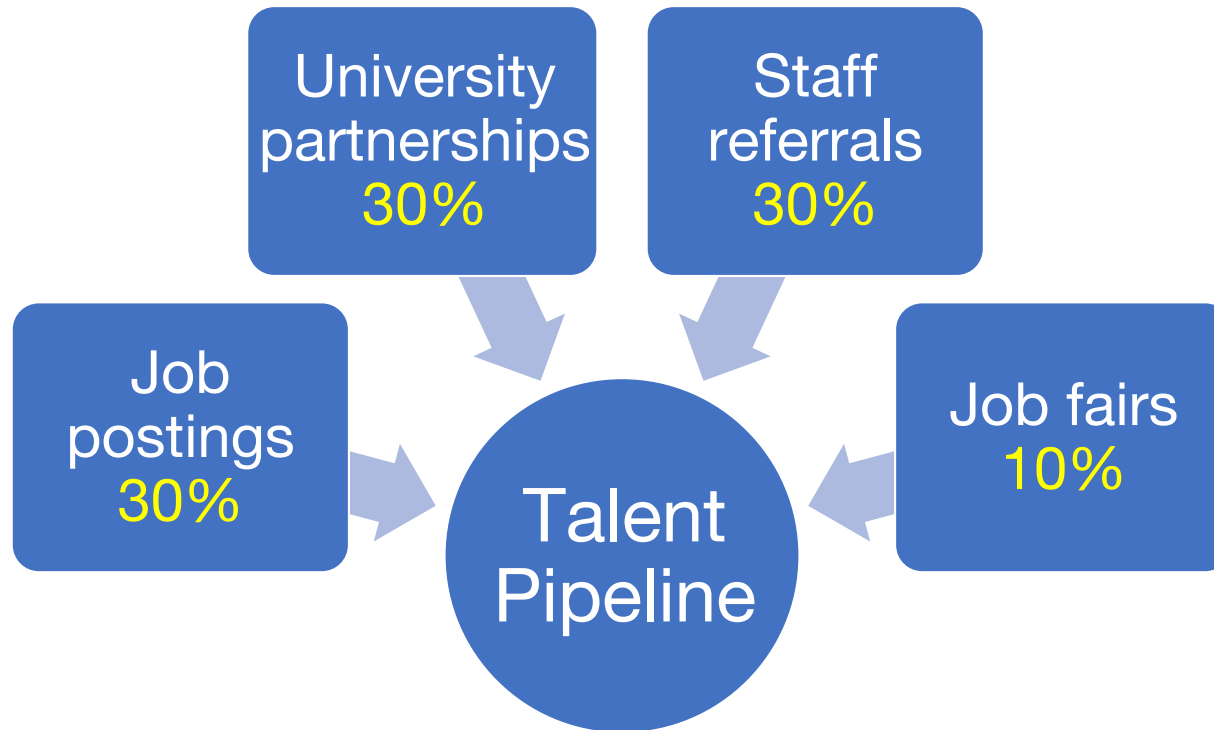 University
partnerships
30%
Staff
referrals
30%
Job
postings
30%
Job fairs
10%
Talent
Pipeline